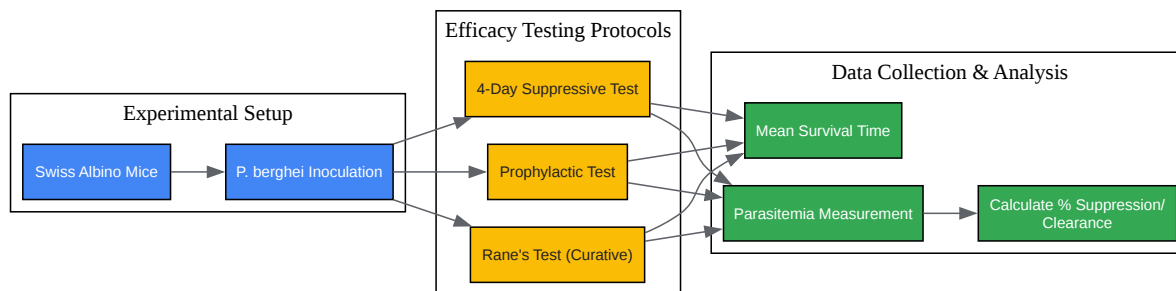 Experimental Setup
Swiss Albino Mice
P. berghei Inoculation
Efficacy Testing Protocols
4-Day Suppressive Test
Prophylactic Test
Rane's Test (Curative)
Data Collection & Analysis
Mean Survival Time
Parasitemia Measurement
Calculate % Suppression/
Clearance